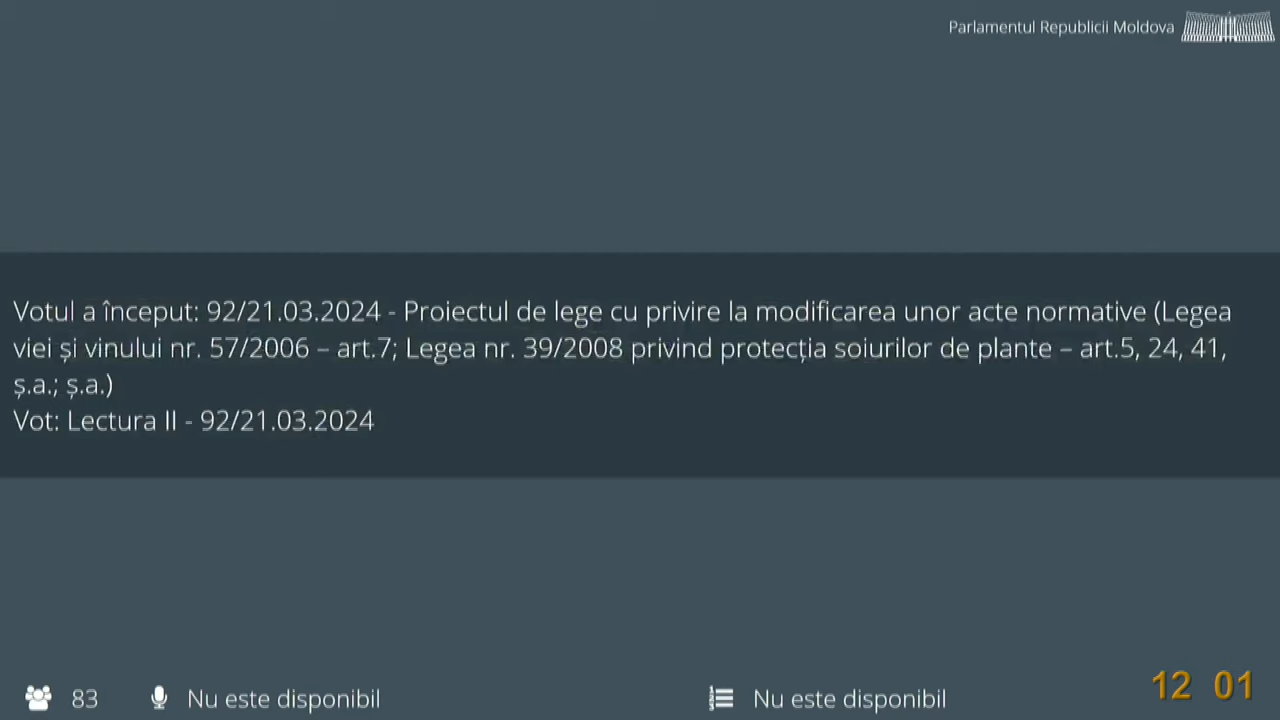 Parlamentul Republicii Moldova
Votul a început: 92/21.03.2024 - Proiectul de lege cu privire la modificarea unor acte normative (Legea
viei și vinului nr. 57/2006 – art.7; Legea nr. 39/2008 privind protecția soiurilor de plante – art.5, 24, 41,
ș.a.; ș.a.)
Vot: Lectura II - 92/21.03.2024
83 Nu este disponibil Nu este disponibil 12 01